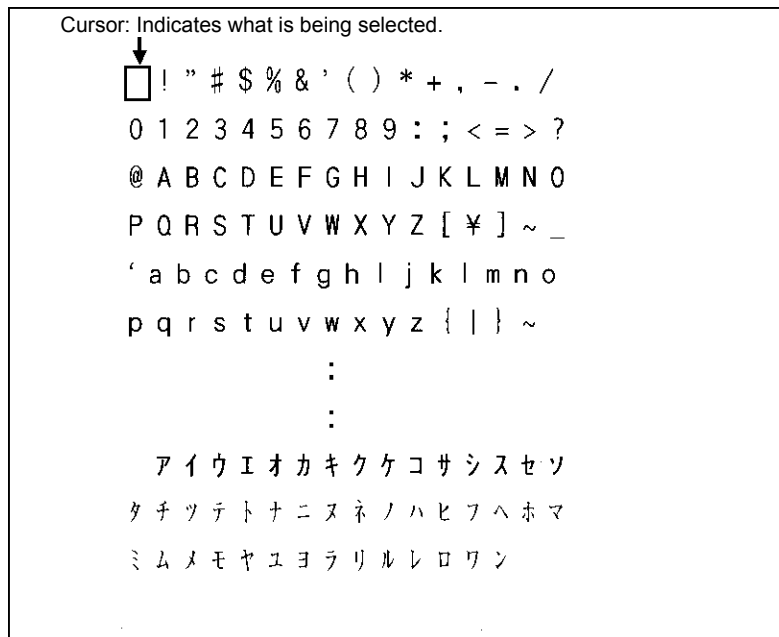 Cursor: Indicates what is being selected.
! ” # $ % & ’ ( ) * + , − . /
0 1 2 3 4 5 6 7 8 9 : ; < = > ?
@ A B C D E F G H I J K L M N O
P Q R S T U V W X Y Z [ ¥ ] ~ _
‘ a b c d e f g h l j k l m n o
p q r s t u v w x y z { | } ~
:
:
ア イ ウ エ オ カ キ ク ケ コ サ シ ス セ ソ
タ チ ツ テ ト ナ ニ ヌ ネ ノ ハ ヒ フ ヘ ホ マ
ミ ム メ モ ヤ ユ ヨ ラ リ ル レ ロ ワ ン